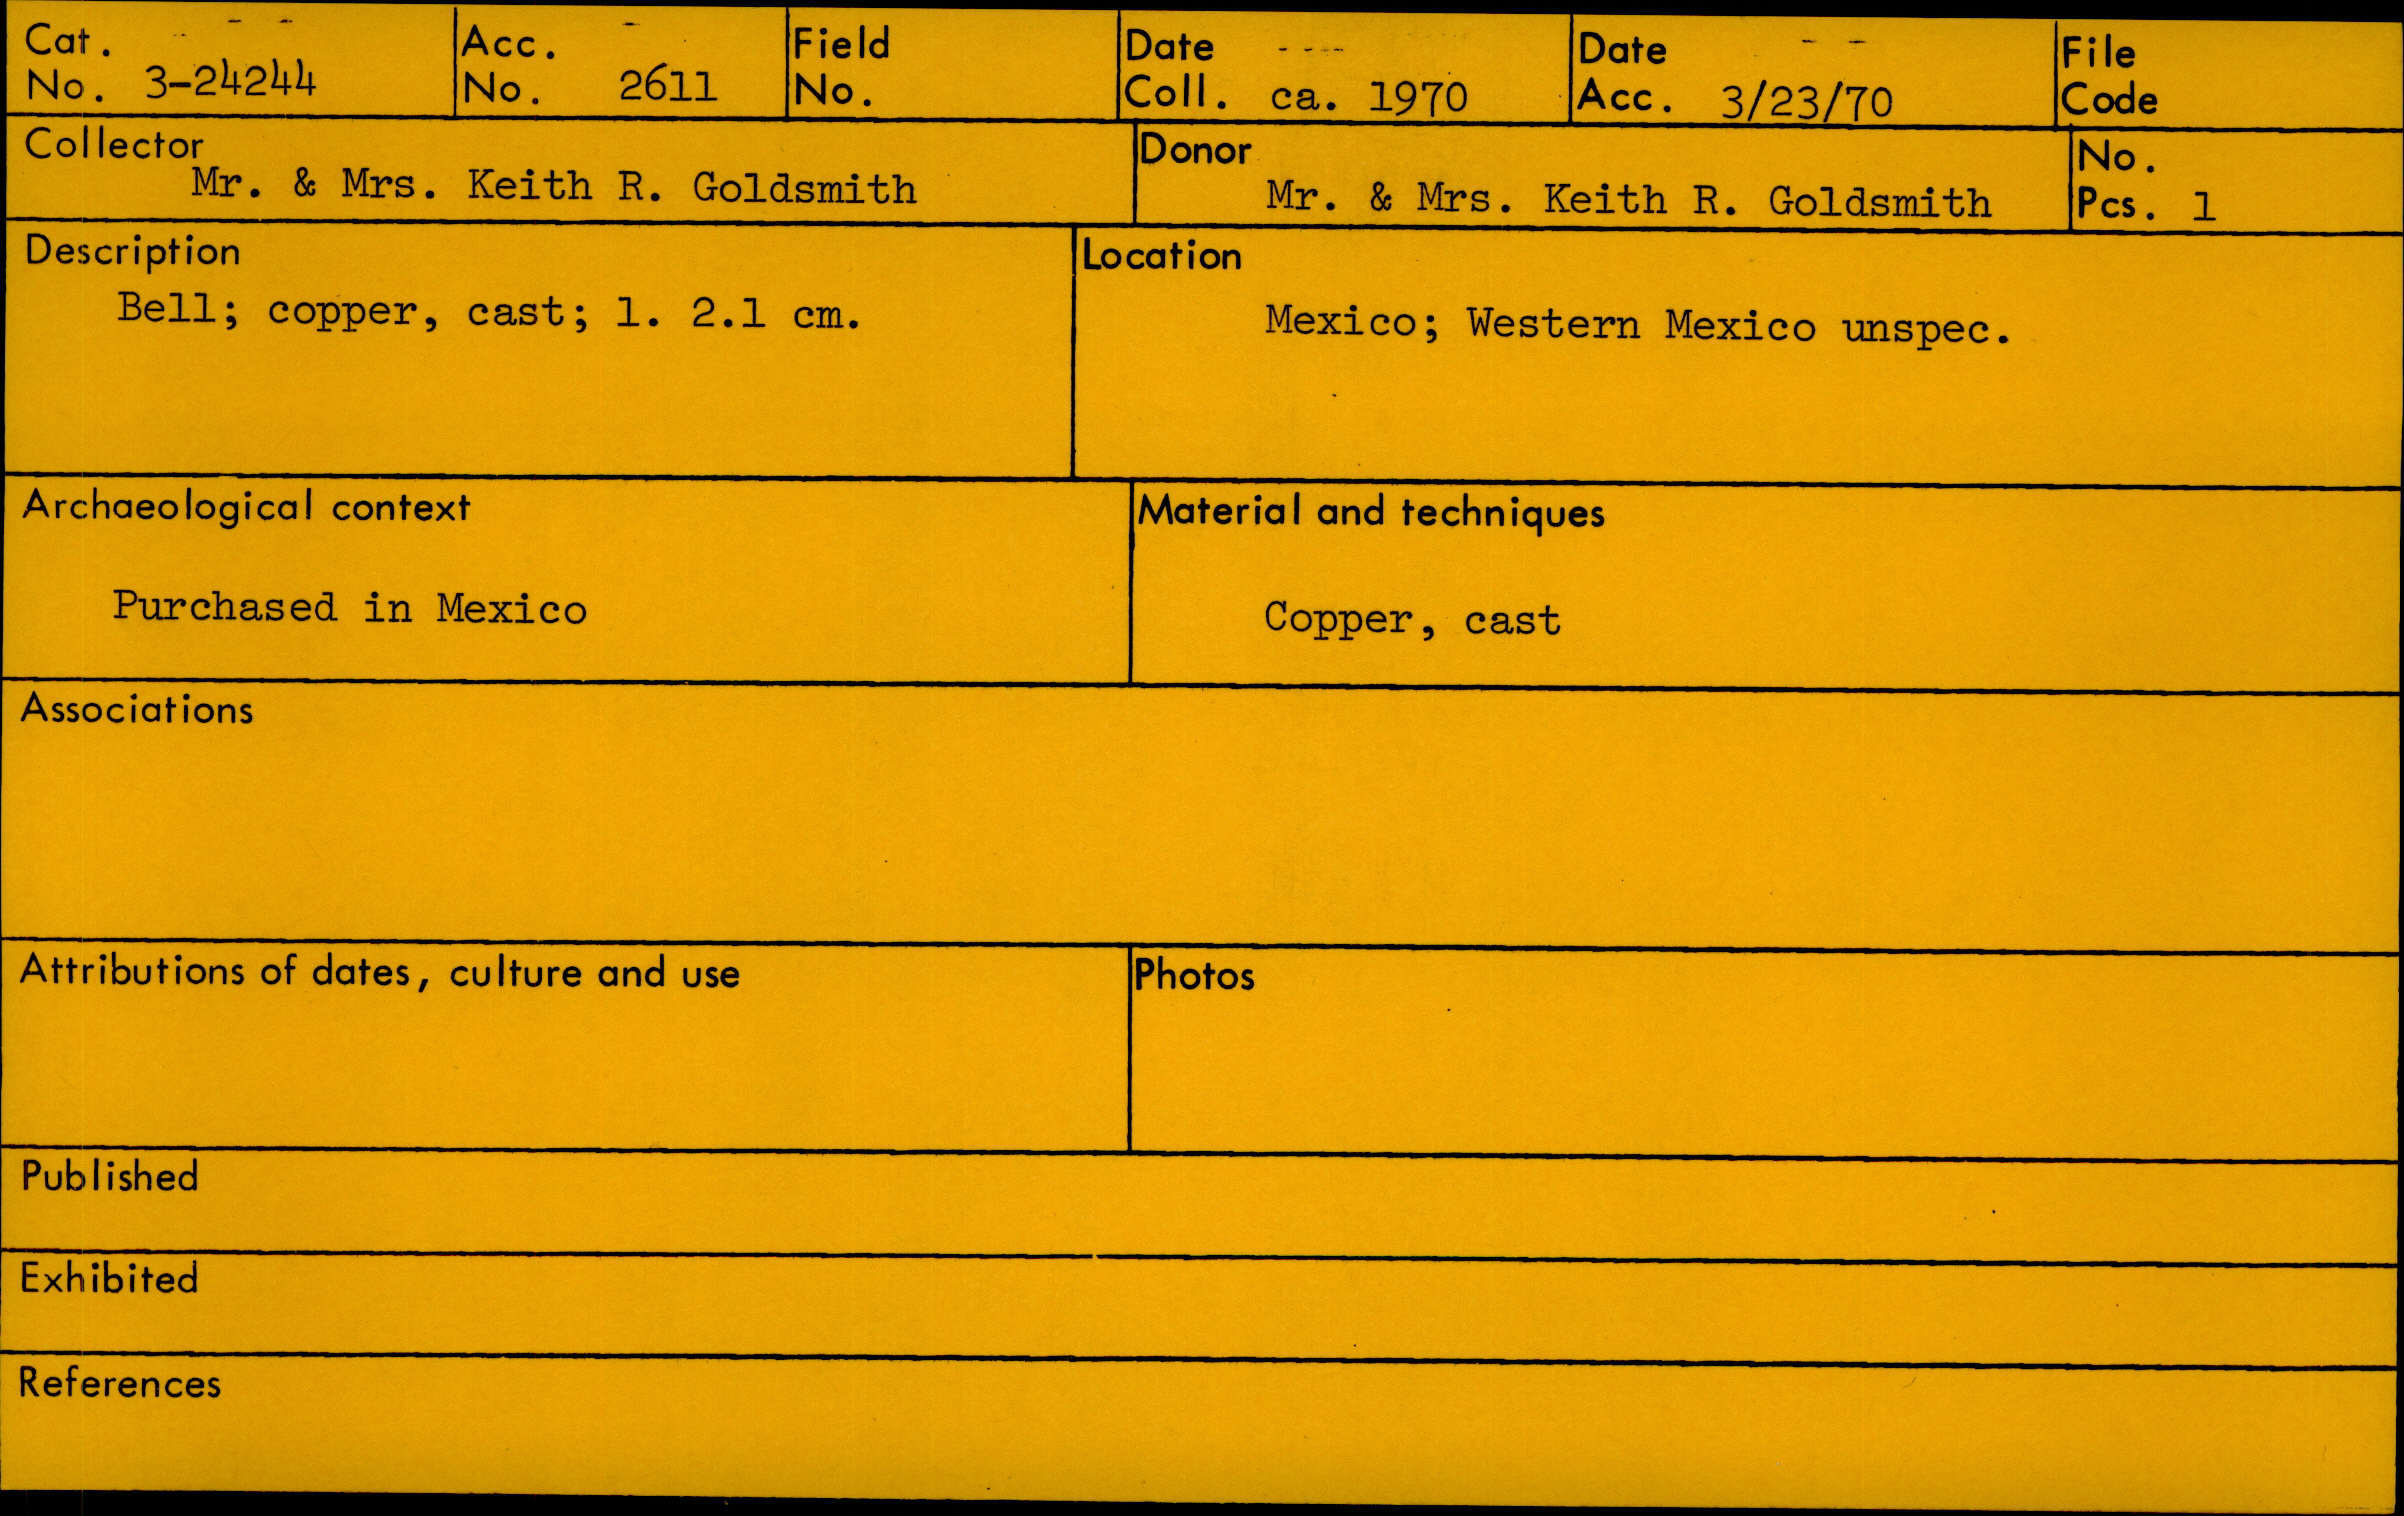 Cat. No. 3-24244
Acc. No. 2611
Field No.
Date Coll. ca. 1970
Date Acc. 3/23/70
File Code
Collector
Mr. & Mrs. Keith R. Goldsmith
Donor
Mr. & Mrs. Keith R. Goldsmith
No. Pcs. 1
Description
Bell; copper, cast; l. 2.1 cm.
Location
Mexico; Western Mexico unspec.
Archaeological context
Purchased in Mexico
Material and techniques
Copper, cast
Associations
Attributions of dates, culture and use
Photos
Published
Exhibited
References